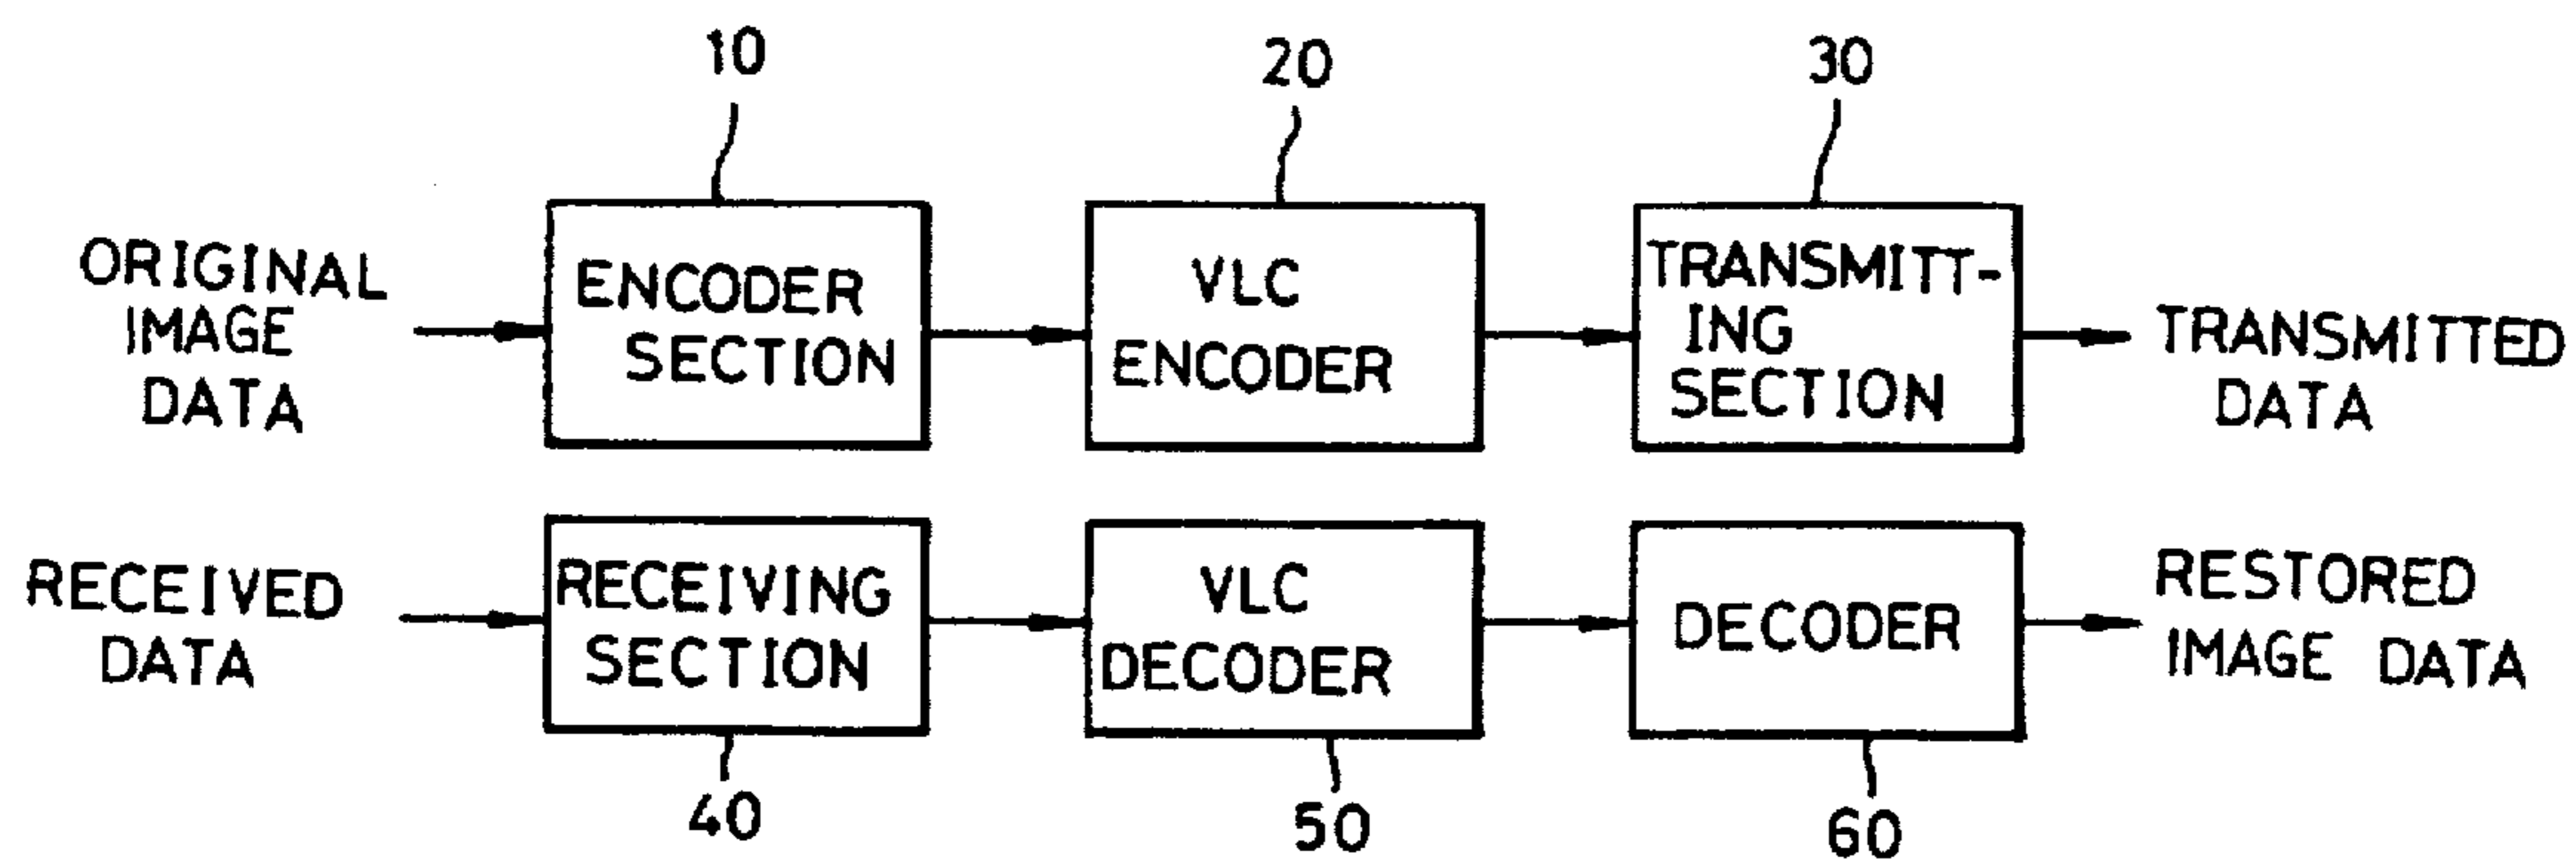 10
20
30
ORIGINAL
IMAGE
DATA
ENCODER
SECTION
VLC
ENCODER
TRANSMITT-
ING
SECTION
TRANSMITTED
DATA
RECEIVED
DATA
RECEIVING
SECTION
VLC
DECODER
DECODER
RESTORED
IMAGE DATA
40
50
60